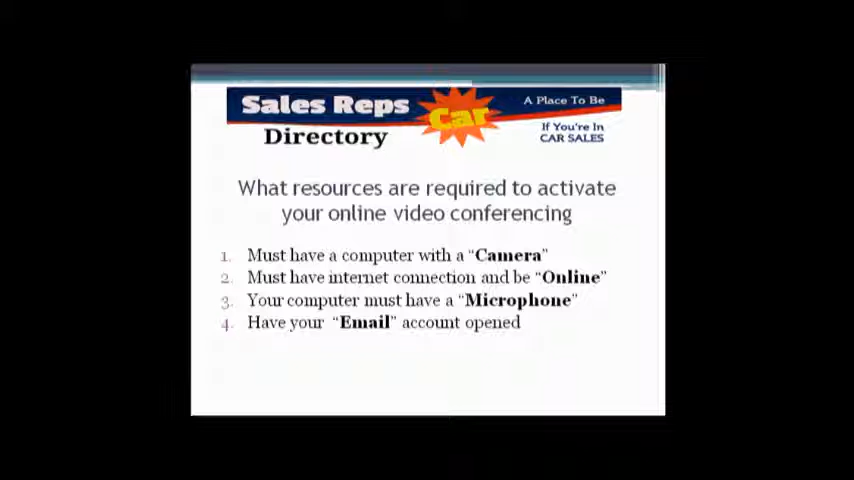 Sales Reps
Car
A Place To Be
Directory
If You're In
CAR SALES
What resources are required to activate
your online video conferencing
1. Must have a computer with a “Camera”
2. Must have internet connection and be “Online”
3. Your computer must have a “Microphone”
4. Have your “Email” account opened